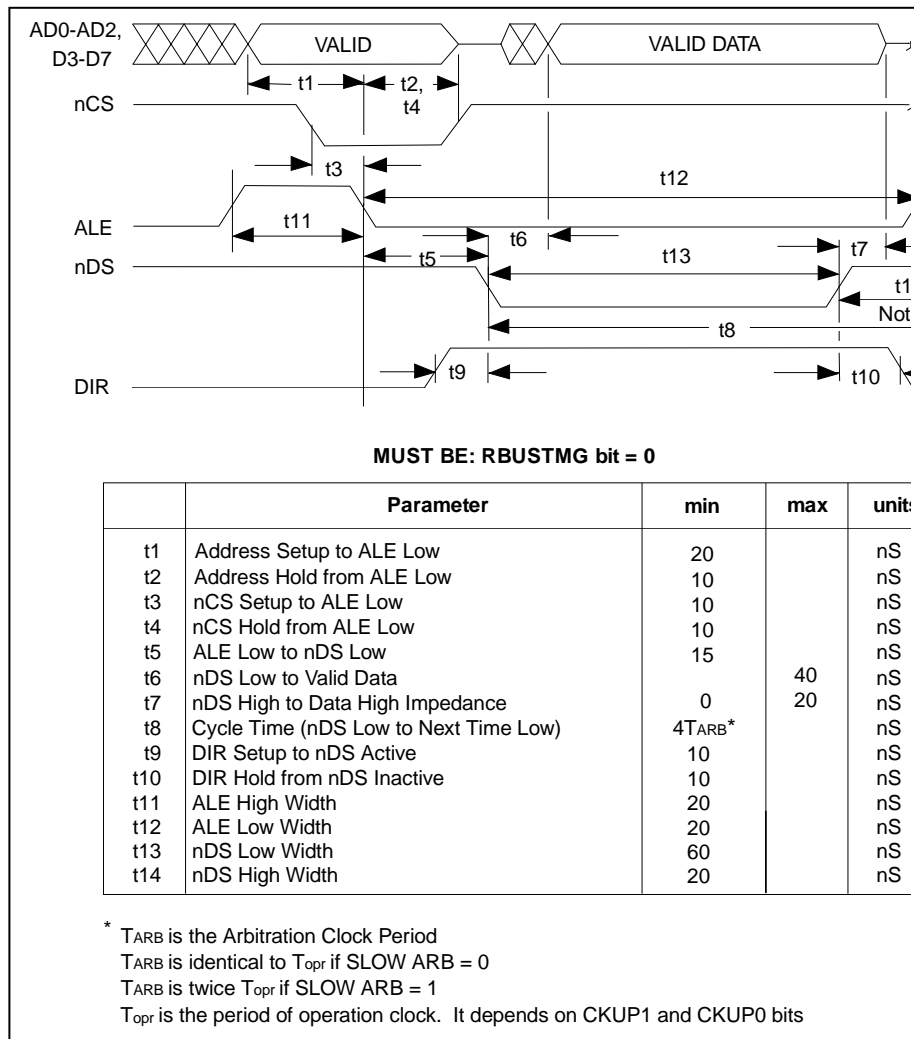 AD0-AD2,
D3-D7
VALID
VALID DATA
t1
t2,
t4
nCS
t3
t12
ALE
t11
t6
t7
nDS
t5
t13
t1
Not
t8
DIR
t9
t10
MUST BE: RBUSTMG bit = 0
Parameter min max units
t1 Address Setup to ALE Low 20 nS
t2 Address Hold from ALE Low 10 nS
t3 nCS Setup to ALE Low 10 nS
t4 nCS Hold from ALE Low 10 nS
t5 ALE Low to nDS Low 15 nS
t6 nDS Low to Valid Data 40 nS
t7 nDS High to Data High Impedance 0 20 nS
t8 Cycle Time (nDS Low to Next Time Low) 4TARB* nS
t9 DIR Setup to nDS Active 10 nS
t10 DIR Hold from nDS Inactive 10 nS
t11 ALE High Width 20 nS
t12 ALE Low Width 20 nS
t13 nDS Low Width 60 nS
t14 nDS High Width 20 nS
* TARB is the Arbitration Clock Period
TARB is identical to Topr if SLOW ARB = 0
TARB is twice Topr if SLOW ARB = 1
Topr is the period of operation clock. It depends on CKUP1 and CKUP0 bits